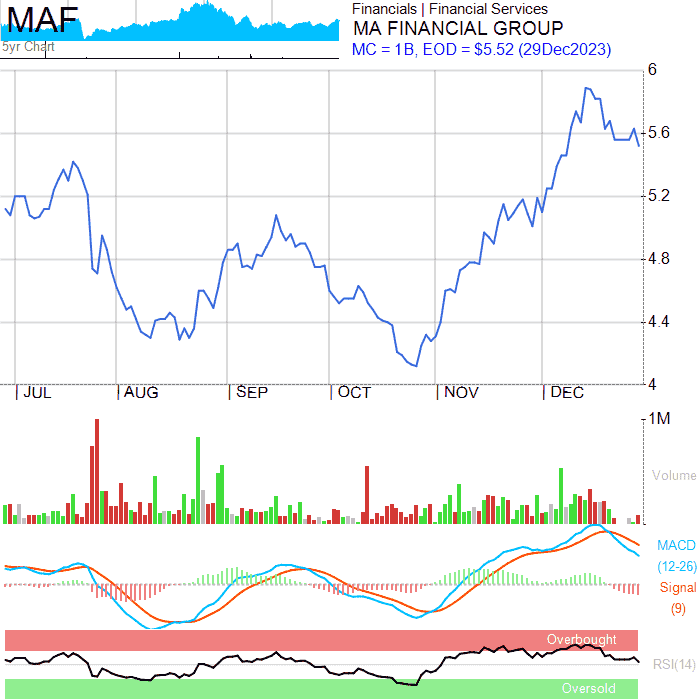 MAF
5yr Chart
Financials | Financial Services
MA FINANCIAL GROUP
MC = 1B, EOD = $5.52 (29Dec2023)
6
5.6
5.2
4.8
4.4
4
JUL
AUG
SEP
OCT
NOV
DEC
1M
Volume
MACD
(12-26)
Signal
(9)
Overbought
RSI(14)
Oversold